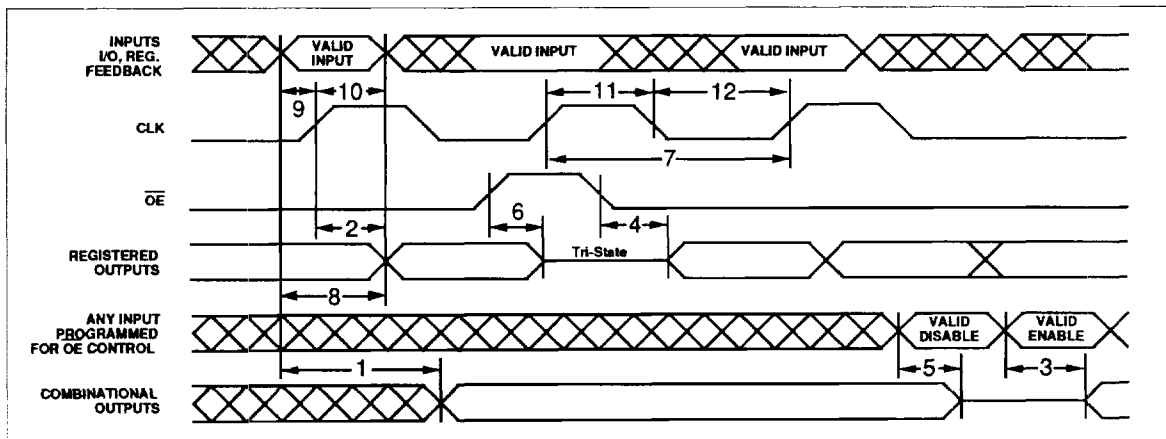 INPUTS
I/O, REG.
FEEDBACK
VALID
INPUT
VALID INPUT
VALID INPUT
9
10
11
12
CLK
7
OE
6
2
4
REGISTERED
OUTPUTS
Tri-State
8
ANY INPUT
PROGRAMMED
FOR OE CONTROL
VALID
DISABLE
VALID
ENABLE
1
5
3
COMBINATIONAL
OUTPUTS